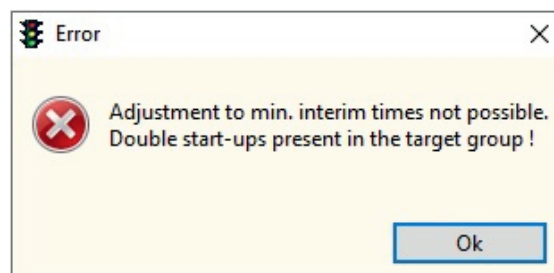 Error
Adjustment to min. interim times not possible.
Double start-ups present in the target group !
Ok